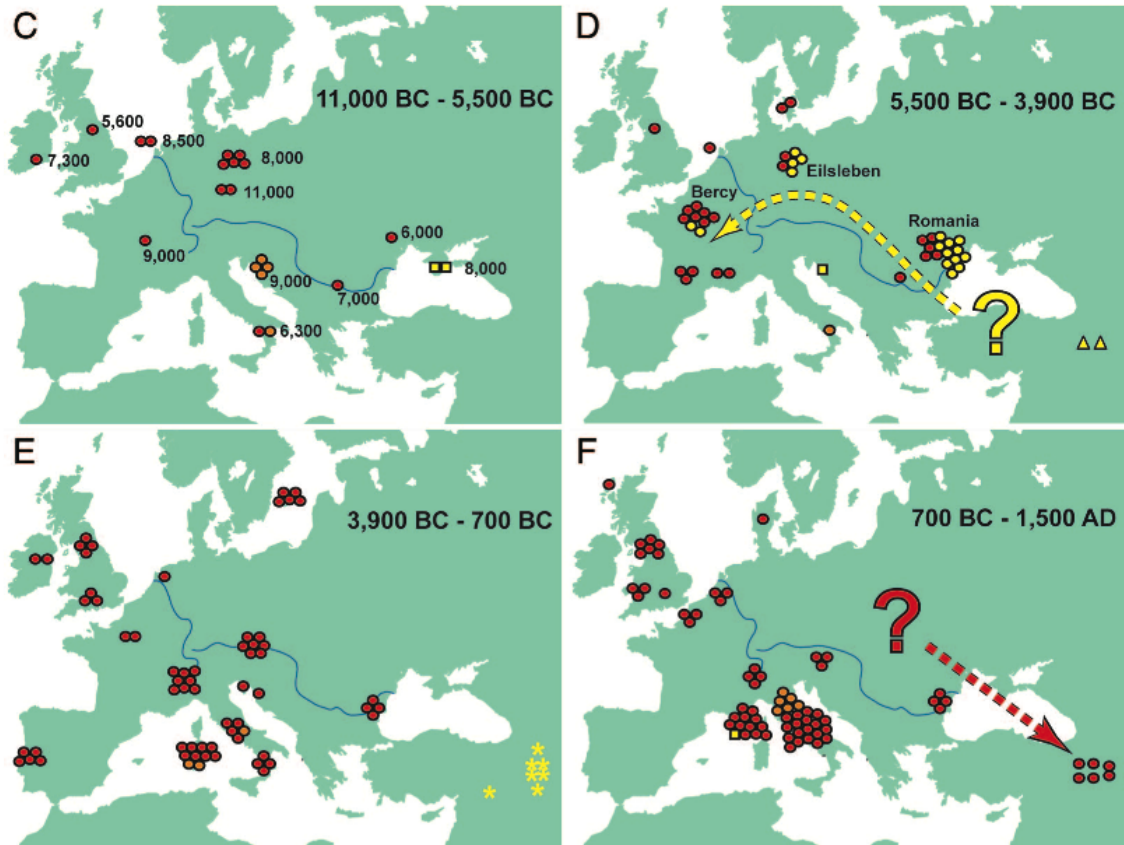 C
11,000 BC - 5,500 BC
5,600
8,500
7,300
8,000
11,000
9,000
6,000
9,000
8,000
7,000
6,300
D
5,500 BC - 3,900 BC
Eilsleben
Bercy
Romania
?
E
3,900 BC - 700 BC
*
**
**
*
*
F
700 BC - 1,500 AD
?